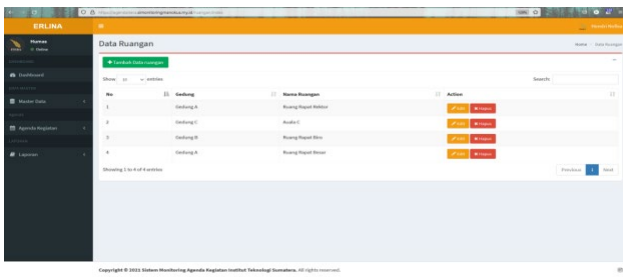 ERLINA
Humas
Online
Data Ruangan
Home
Data Ruangan
Tambah Data ruangan
Show 10 entries
Search:
No Gedung Nama Ruangan Action
1 Gedung A Ruang Rapat Rektor Edit Hapus
2 Gedung C Audio C Edit Hapus
3 Gedung B Ruang Rapat Biro Edit Hapus
4 Gedung A Ruang Rapat Besar Edit Hapus
Showing 1 to 4 of 4 entries
Previous 1 Next
Dashboard
Master Data
Agenda Kegiatan
Laporan
Copyright © 2021 Sistem Monitoring Agenda Kegiatan Institut Teknologi Sumatera. All rights reserved.